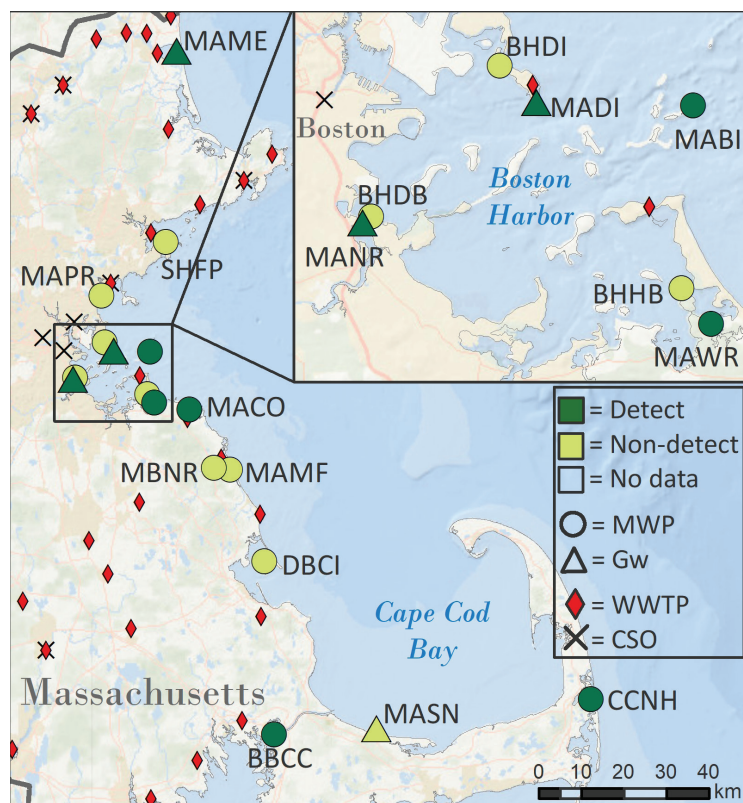 MAME
BHDI
MADI
MABI
Boston
Boston
Harbor
BHDB
MANR
BHHB
MAWR
SHFP
MAPR
MACO
MBNR
MAMF
DBCI
= Detect
= Non-detect
= No data
= MWP
= Gw
= WWTP
= CSO
Cape Cod
Bay
Massachusetts
MASN
CCNH
BBCC
0 10 20 30 40
km